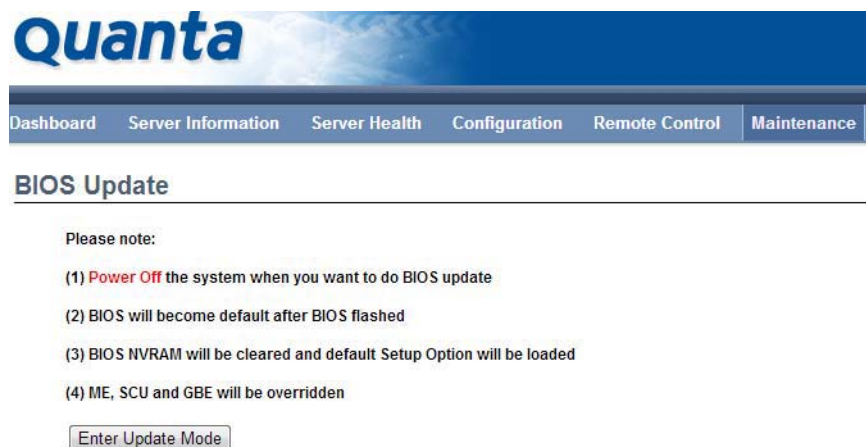 Quanta
Dashboard Server Information Server Health Configuration Remote Control Maintenance
BIOS Update
Please note:
(1) Power Off the system when you want to do BIOS update
(2) BIOS will become default after BIOS flashed
(3) BIOS NVRAM will be cleared and default Setup Option will be loaded
(4) ME, SCU and GBE will be overridden
Enter Update Mode